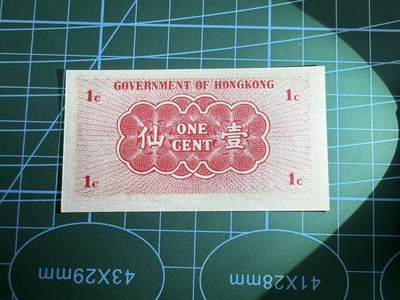 GOVERNMENT OF HONGKONG
1c 1c
仙 ONE 壹
CENT
1c 1c
43X29mm 41X28mm